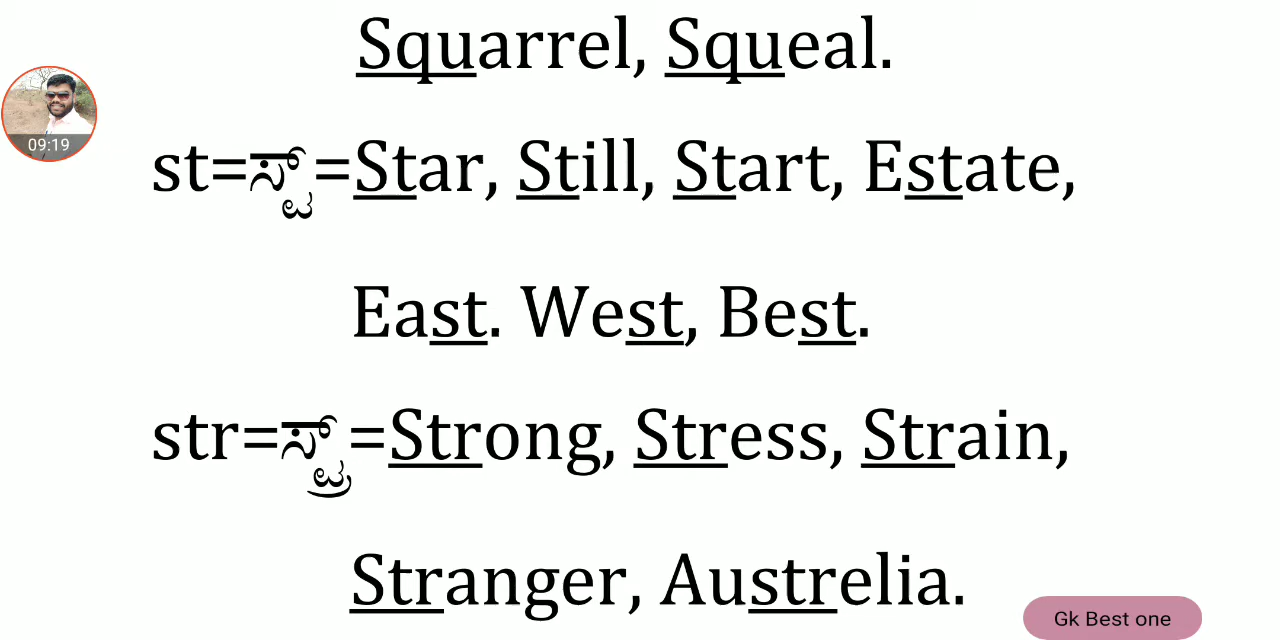 Squarrel, Squeal.
09:19
st=ಸ್ಟ್=Star, Still, Start, Estate,
East. West, Best.
str=ಸ್ಟ್ರ್=Strong, Stress, Strain,
Stranger, Austrelia.
Gk Best one